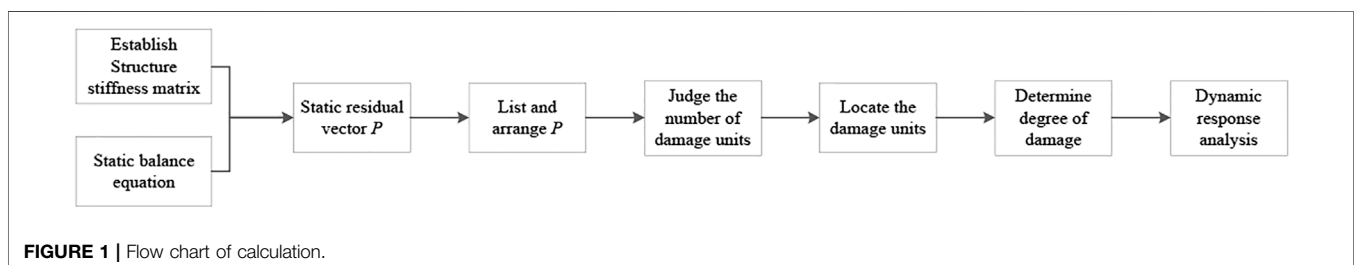 Establish
Structure
stiffness matrix
Static balance
equation
Static residual
vector P
List and
arrange P
Judge the
number of
damage units
Locate the
damage units
Determine
degree of
damage
Dynamic
response
analysis
FIGURE 1 | Flow chart of calculation.